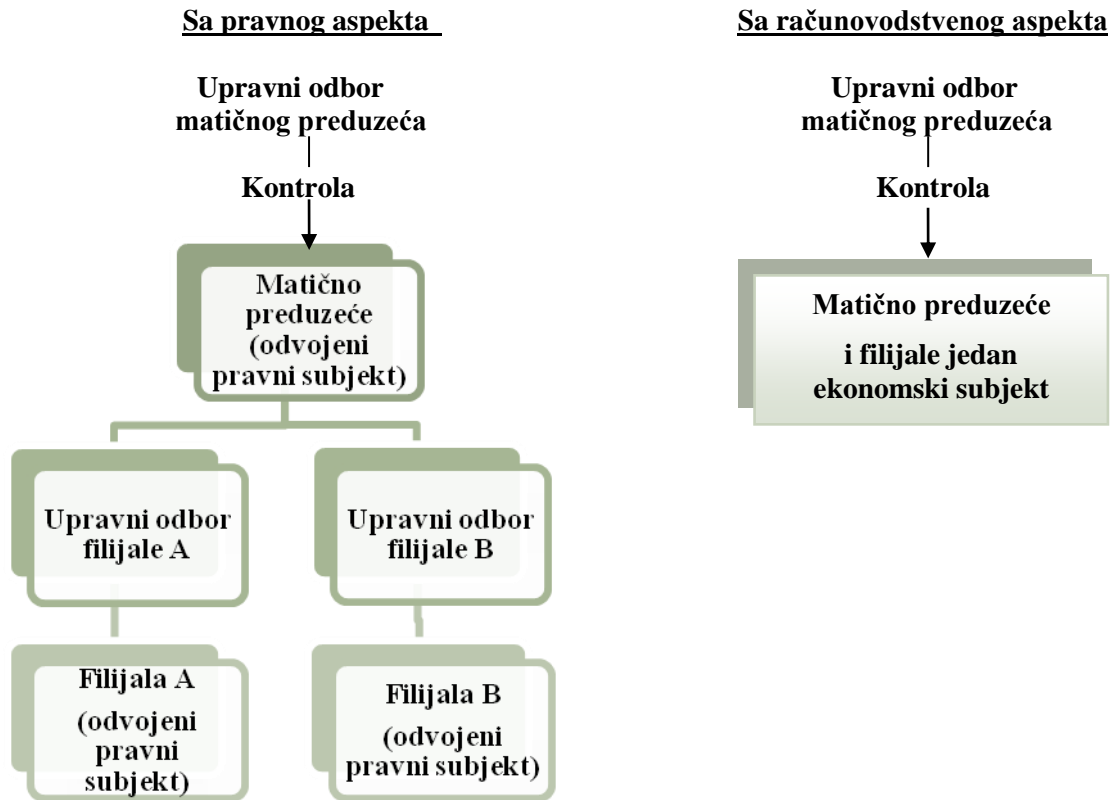 Sa pravnog aspekta
Upravni odbor
matičnog preduzeća
Kontrola
Matično
preduzeće
(odvojeni
pravni subjekt)
Upravni odbor
filijale A
Upravni odbor
filijale B
Filijala A
(odvojeni
pravni
subjekt)
Filijala B
(odvojeni
pravni subjekt)
Sa računovodstvenog aspekta
Upravni odbor
matičnog preduzeća
Kontrola
Matično preduzeće
i filijale jedan
ekonomski subjekt